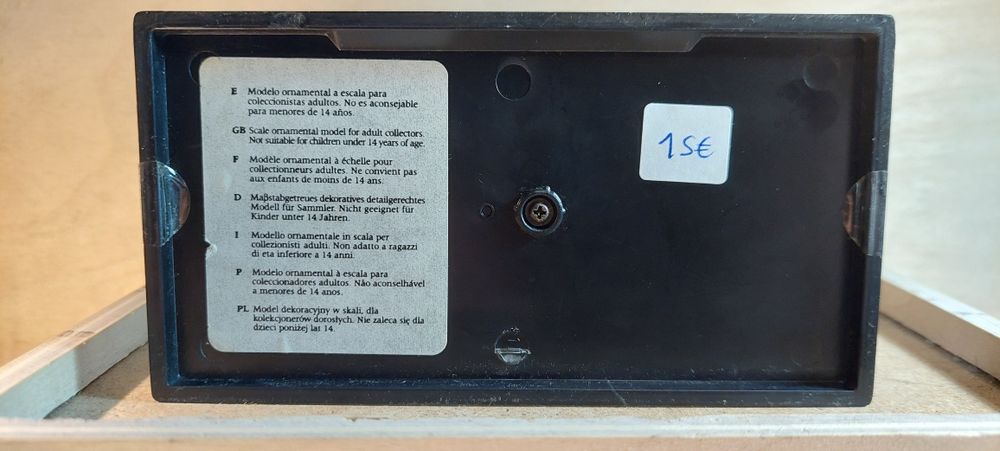 E Modelo ornamental a escala para
coleccionistas adultos. No es aconsejable
para menores de 14 años.
GB Scale ornamental model for adult collectors.
Not suitable for children under 14 years of age.
F Modèle ornamental à échelle pour
collectionneurs adultes. Ne convient pas
aux enfants de moins de 14 ans.
D Maßstabgetreues dekoratives detailgerechtes
Modell für Sammler. Nicht geeignet für
Kinder unter 14 Jahren.
I Modello ornamentale in scala per
collezionisti adulti. Non adatto a ragazzi
di eta inferiore a 14 anni.
P Modelo ornamental à escala para
coleccionadores adultos. Não aconselhável
a menores de 14 anos.
PL Model dekoracyjny w skali, dla
kolekcjonerów dorosłych. Nie zaleca się dla
dzieci poniżej lat 14.
15€